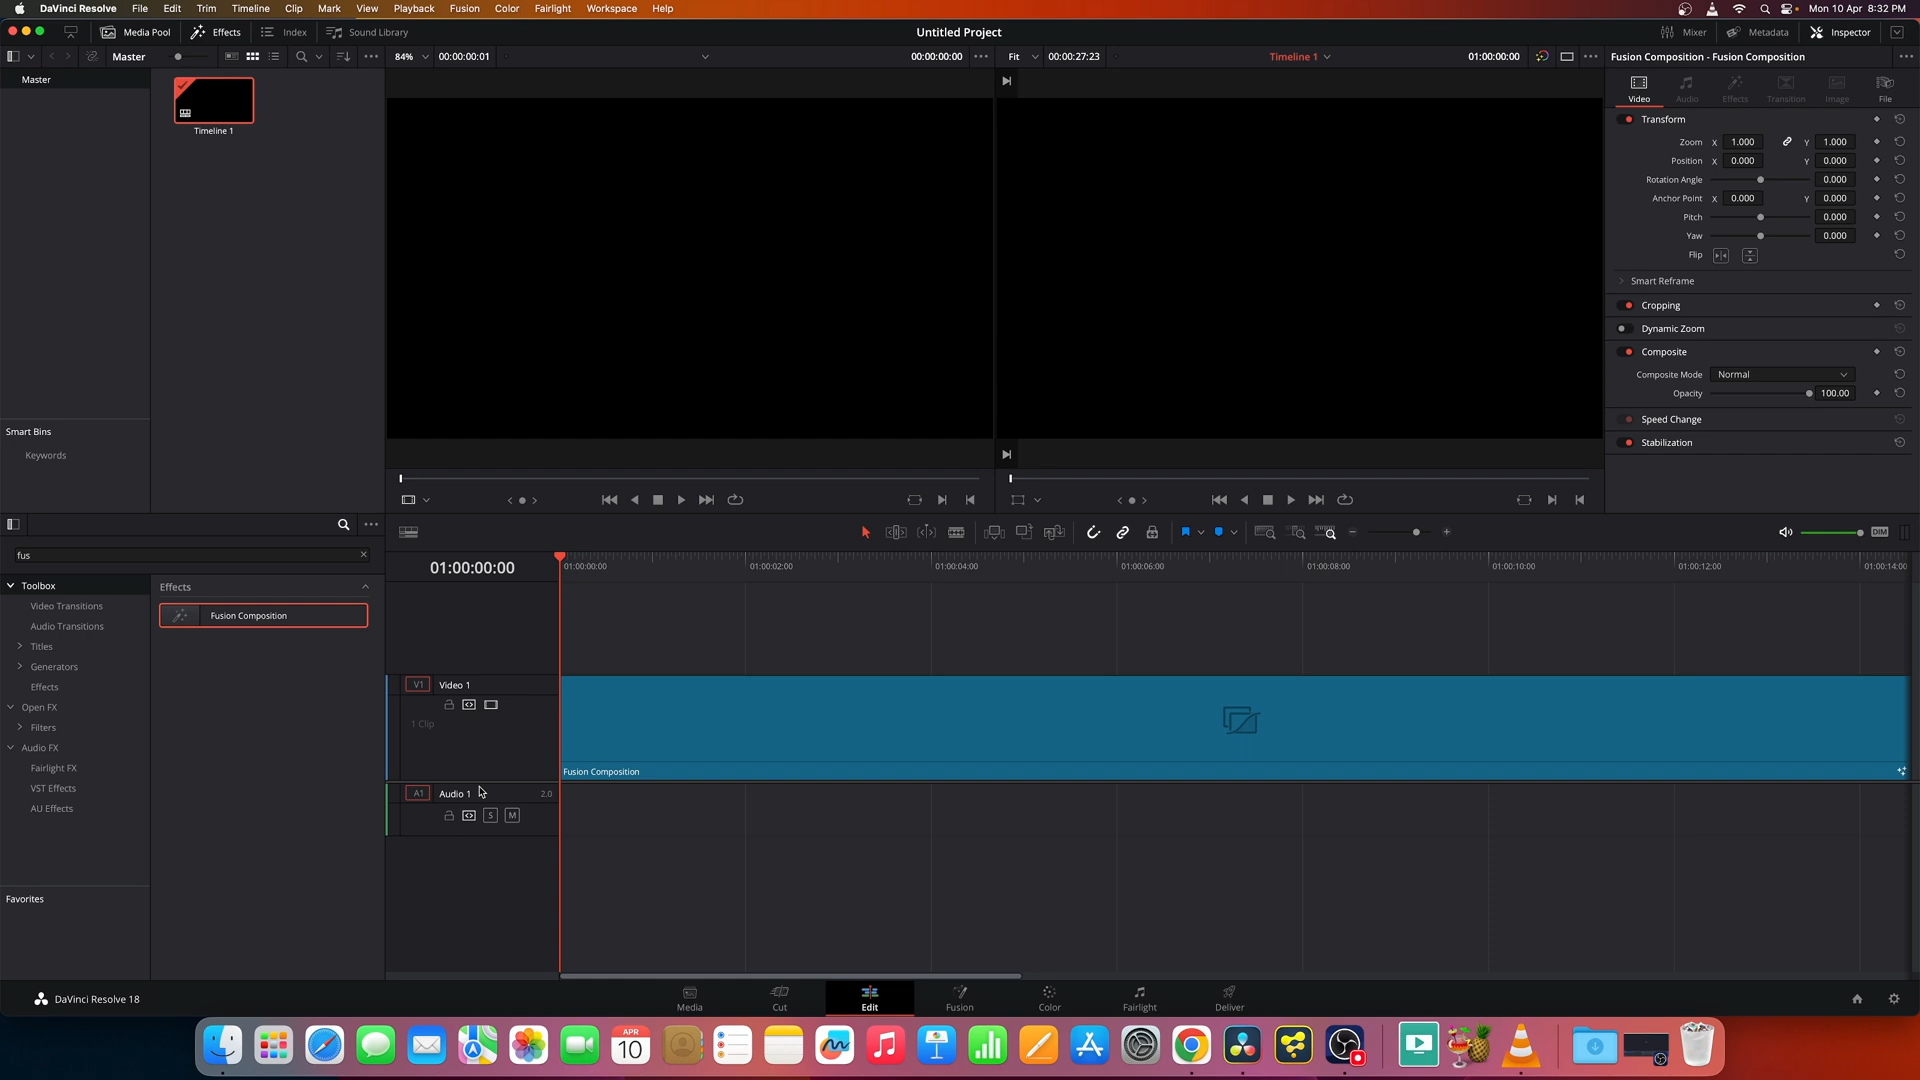 DaVinci Resolve File Edit Trim Timeline Clip Mark View Playback Fusion Color Fairlight Workspace Help Mon 10 Apr 8:32 PM
Media Pool Effects Index Sound Library Untitled Project Mixer Metadata Inspector
Master 84% 00:00:00:01 00:00:00:00 Fit 00:00:27:23 Timeline 1 01:00:00:00 Fusion Composition - Fusion Composition
Master
Timeline 1
Video Audio Effects Transition Image File
Transform
Zoom X 1.000 Y 1.000
Position X 0.000 Y 0.000
Rotation Angle 0.000
Anchor Point X 0.000 Y 0.000
Pitch 0.000
Yaw 0.000
Flip
Smart Reframe
Cropping
Dynamic Zoom
Composite
Composite Mode Normal
Opacity 100.00
Speed Change
Stabilization
Smart Bins
Keywords
fus
Toolbox
Video Transitions
Audio Transitions
Titles
Generators
Effects
Open FX
Filters
Audio FX
Fairlight FX
VST Effects
AU Effects
Favorites
Effects
Fusion Composition
DIM
01:00:00:00 01:00:00:00 01:00:02:00 01:00:04:00 01:00:06:00 01:00:08:00 01:00:10:00 01:00:12:00 01:00:14:00
V1 Video 1
1 Clip
Fusion Composition
A1 Audio 1 2.0
S M
DaVinci Resolve 18
Media Cut Edit Fusion Color Fairlight Deliver
APR
10